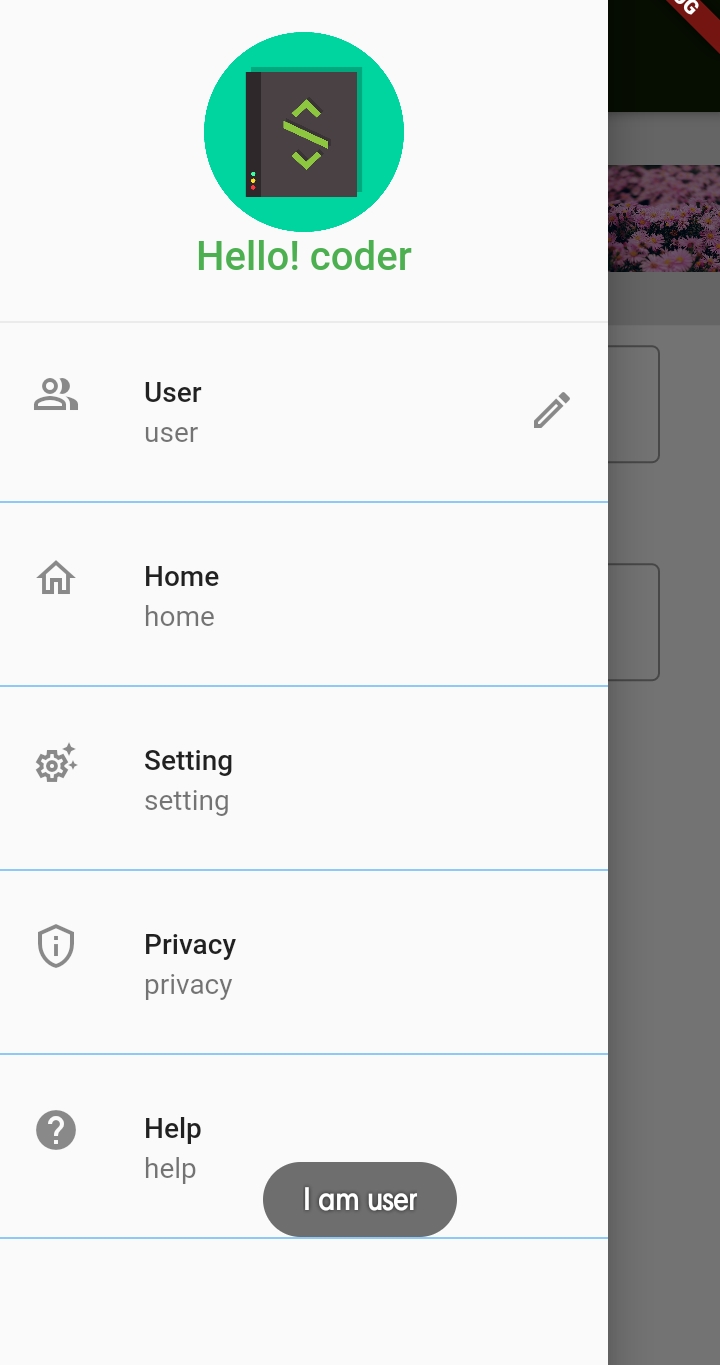 Hello! coder
User
user
Home
home
Setting
setting
Privacy
privacy
Help
help
I am user